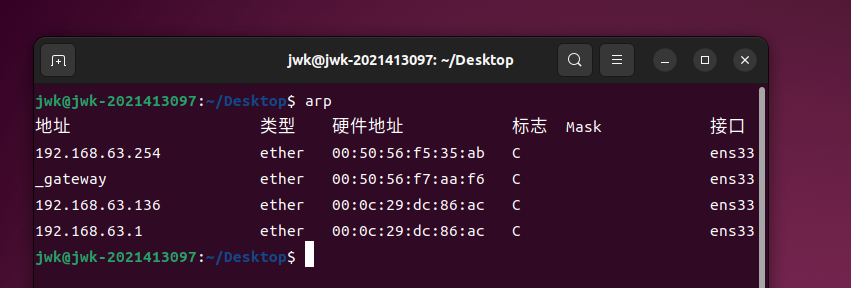 jwk@jwk-2021413097: ~/Desktop
jwk@jwk-2021413097:~/Desktop$ arp
地址 类型 硬件地址 标志 Mask 接口
192.168.63.254 ether 00:50:56:f5:35:ab C ens33
_gateway ether 00:50:56:f7:aa:f6 C ens33
192.168.63.136 ether 00:0c:29:dc:86:ac C ens33
192.168.63.1 ether 00:0c:29:dc:86:ac C ens33
jwk@jwk-2021413097:~/Desktop$